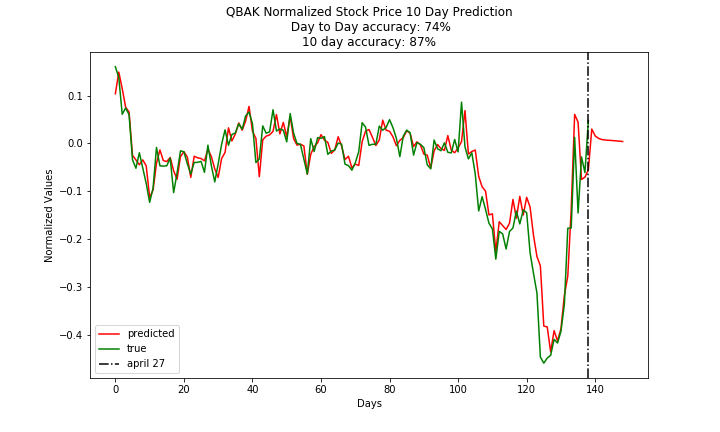 QBAK Normalized Stock Price 10 Day Prediction
Day to Day accuracy: 74%
10 day accuracy: 87%
Normalized Values
0.1
0.0
−0.1
−0.2
−0.3
−0.4
predicted
true
april 27
0 20 40 60 80 100 120 140
Days